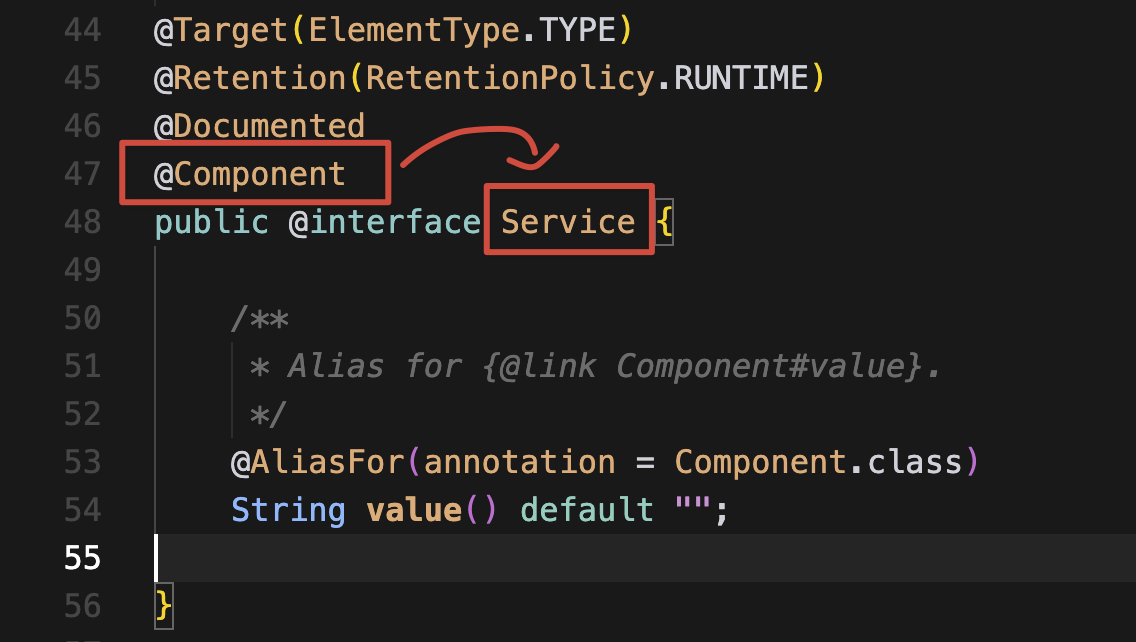 44 @Target(ElementType.TYPE)
45 @Retention(RetentionPolicy.RUNTIME)
46 @Documented
47 @Component
48 public @interface Service {
49
50 /**
51 * Alias for {@link Component#value}.
52 */
53 @AliasFor(annotation = Component.class)
54 String value() default "";
55
56 }